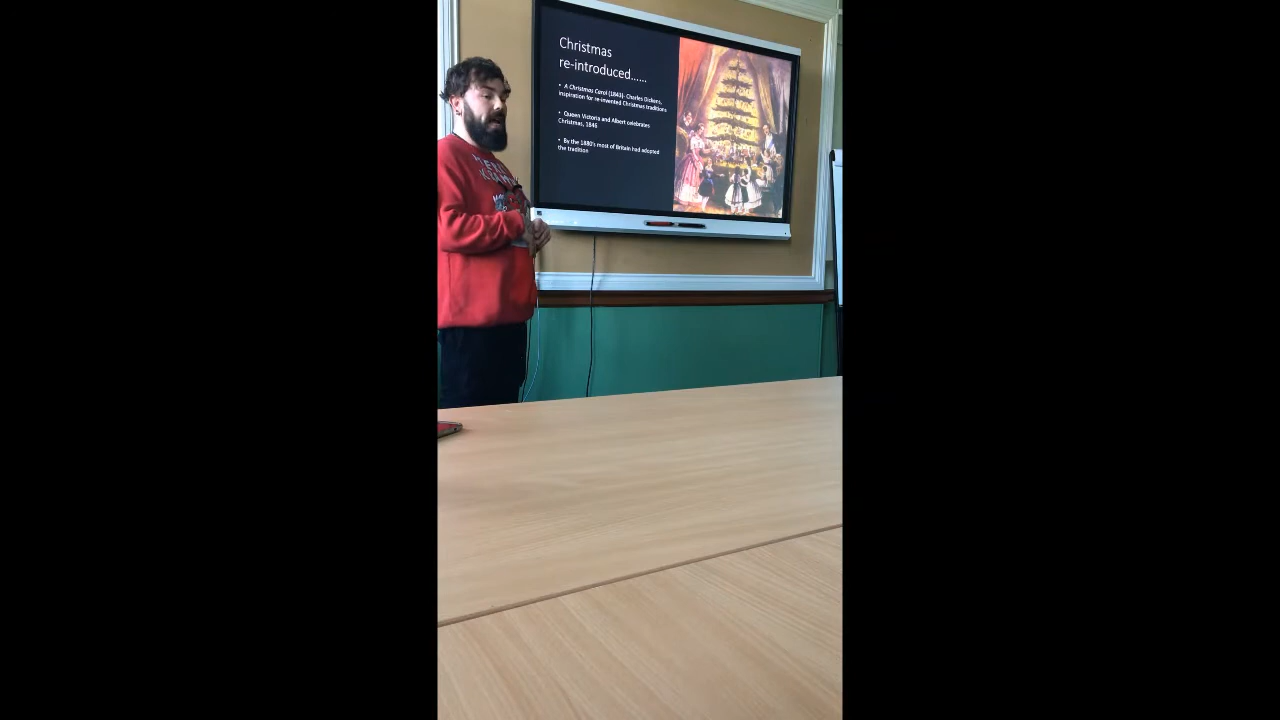 Christmas
re-introduced......
• A Christmas Carol (1843)- Charles Dickens,
inspiration for re-invented Christmas traditions
• Queen Victoria and Albert celebrates
Christmas, 1846
• By the 1880's most of Britain had adopted
the tradition